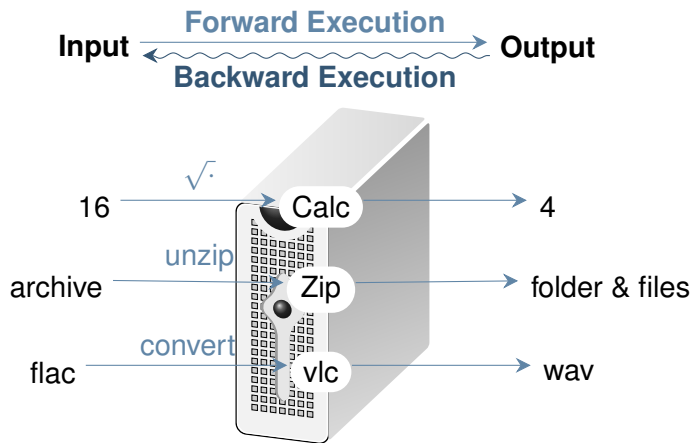 Forward Execution
Input Output
Backward Execution
√·
16 Calc 4
unzip
archive Zip folder & files
convert
flac vlc wav